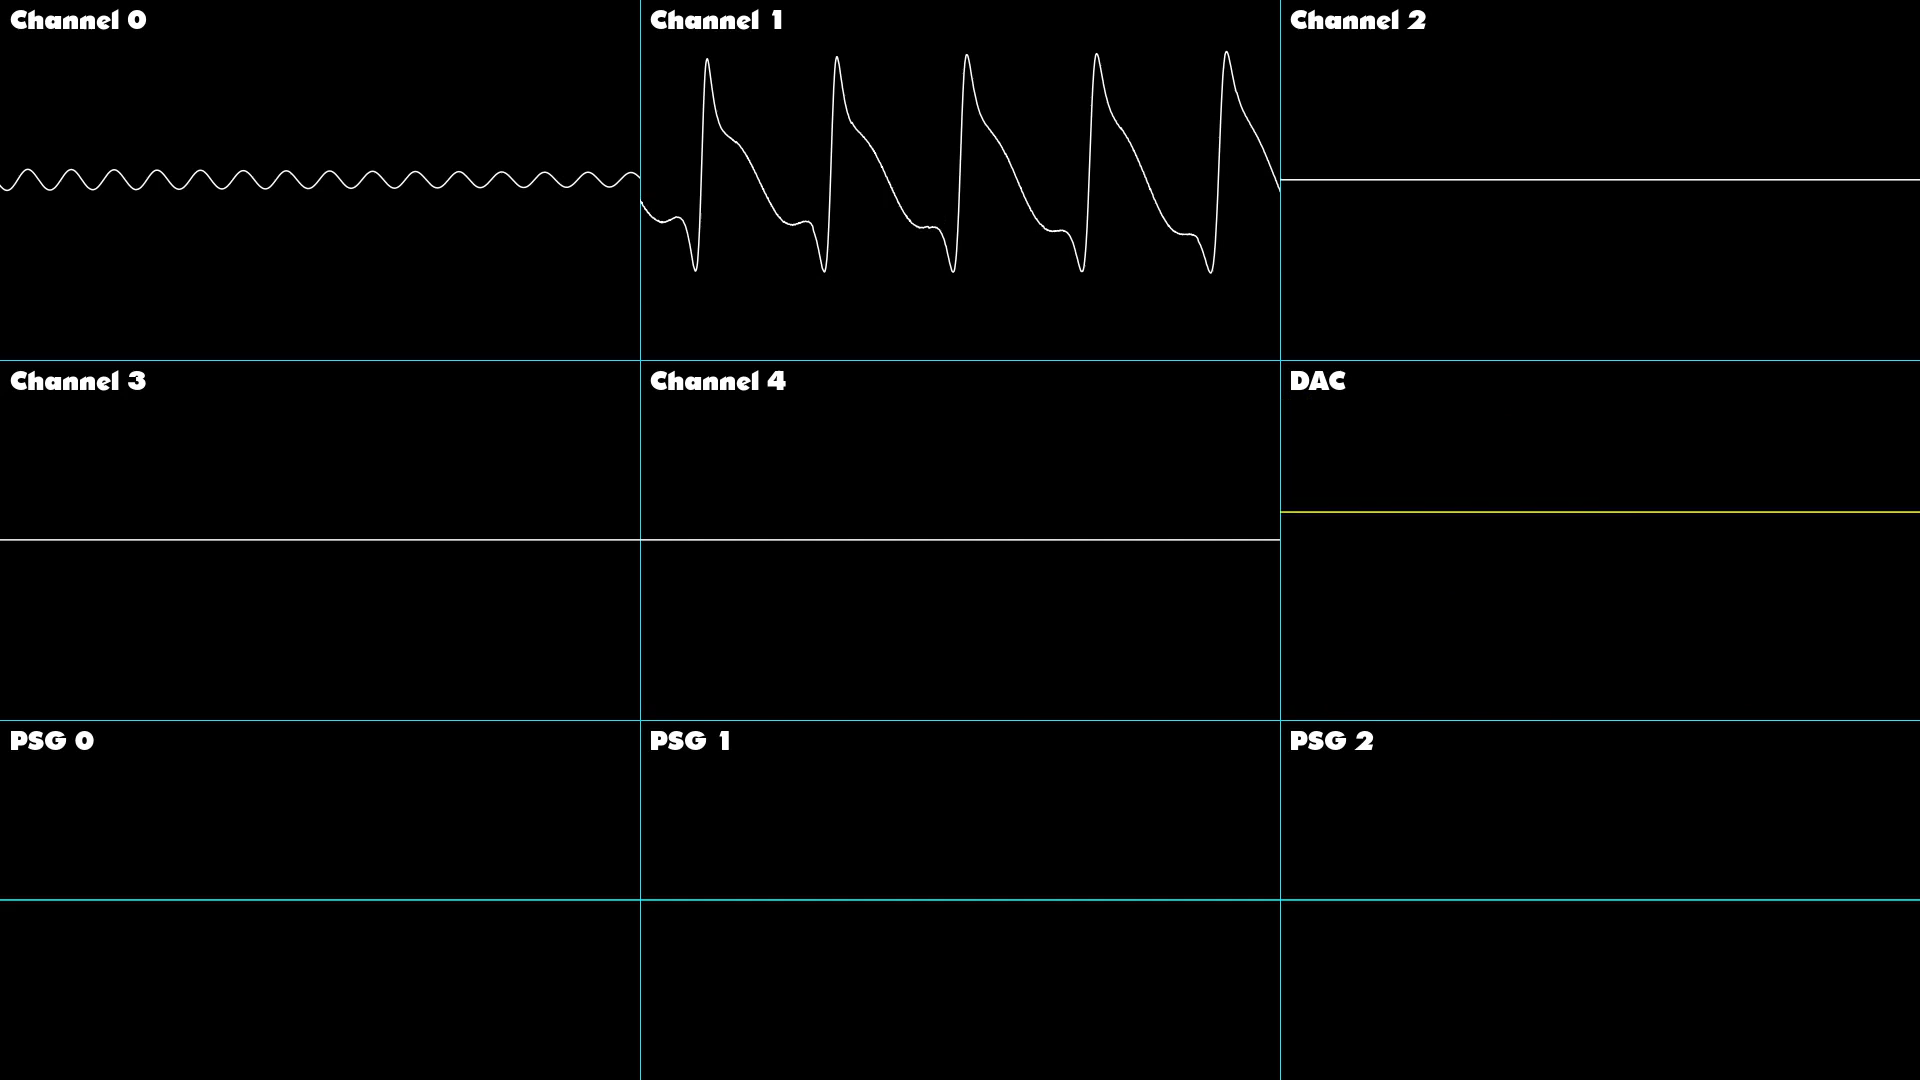 Channel 0
Channel 1
Channel 2
Channel 3
Channel 4
DAC
PSG 0
PSG 1
PSG 2